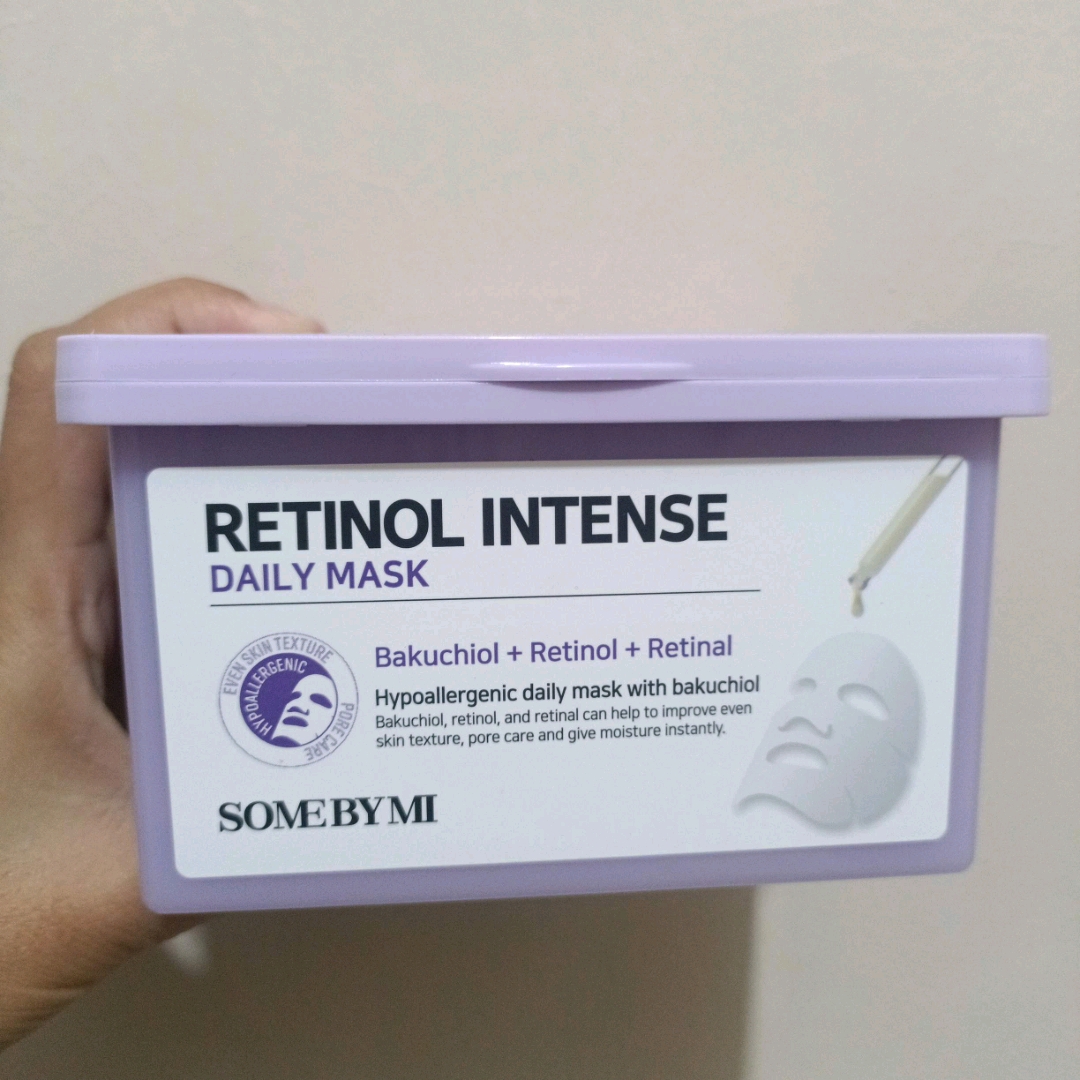 RETINOL INTENSE
DAILY MASK
EVEN SKIN TEXTURE
HYPOALLERGENIC
PORE CARE
Bakuchiol + Retinol + Retinal
Hypoallergenic daily mask with bakuchiol
Bakuchiol, retinol, and retinal can help to improve even
skin texture, pore care and give moisture instantly.
SOME BY MI